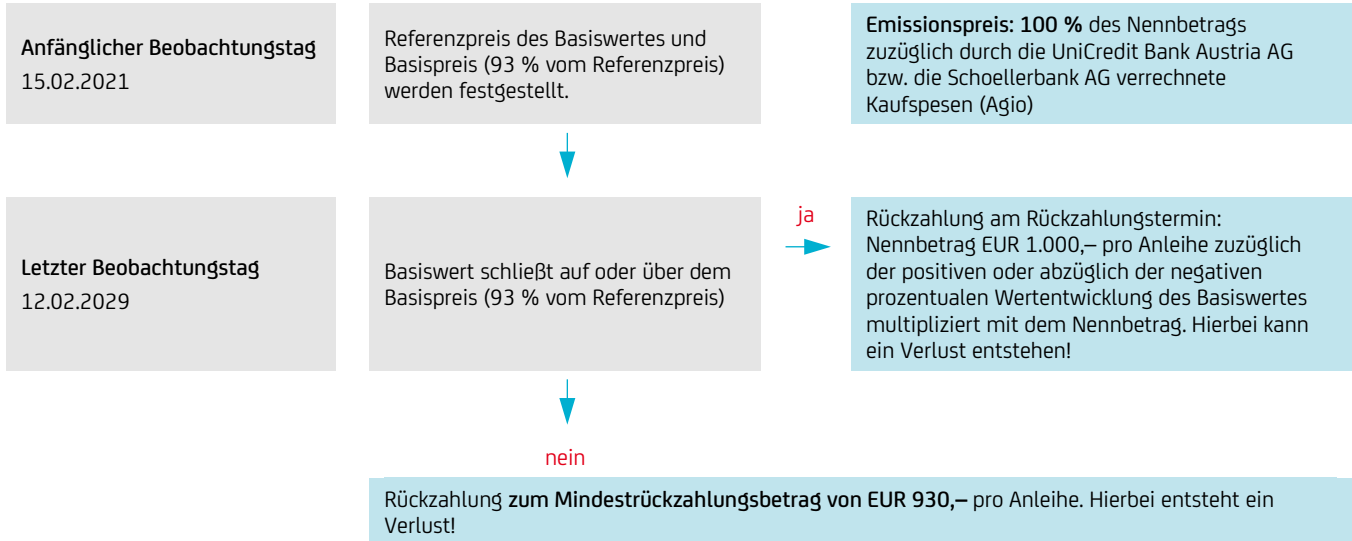 Anfänglicher Beobachtungstag
15.02.2021
Referenzpreis des Basiswertes und
Basispreis (93 % vom Referenzpreis)
werden festgestellt.
Emissionspreis: 100 % des Nennbetrags
zuzüglich durch die UniCredit Bank Austria AG
bzw. die Schoellerbank AG verrechnete
Kaufspesen (Agio)
Letzter Beobachtungstag
12.02.2029
Basiswert schließt auf oder über dem
Basispreis (93 % vom Referenzpreis)
ja
Rückzahlung am Rückzahlungstermin:
Nennbetrag EUR 1.000,– pro Anleihe zuzüglich
der positiven oder abzüglich der negativen
prozentualen Wertentwicklung des Basiswertes
multipliziert mit dem Nennbetrag. Hierbei kann
ein Verlust entstehen!
nein
Rückzahlung zum Mindestrückzahlungsbetrag von EUR 930,– pro Anleihe. Hierbei entsteht ein
Verlust!